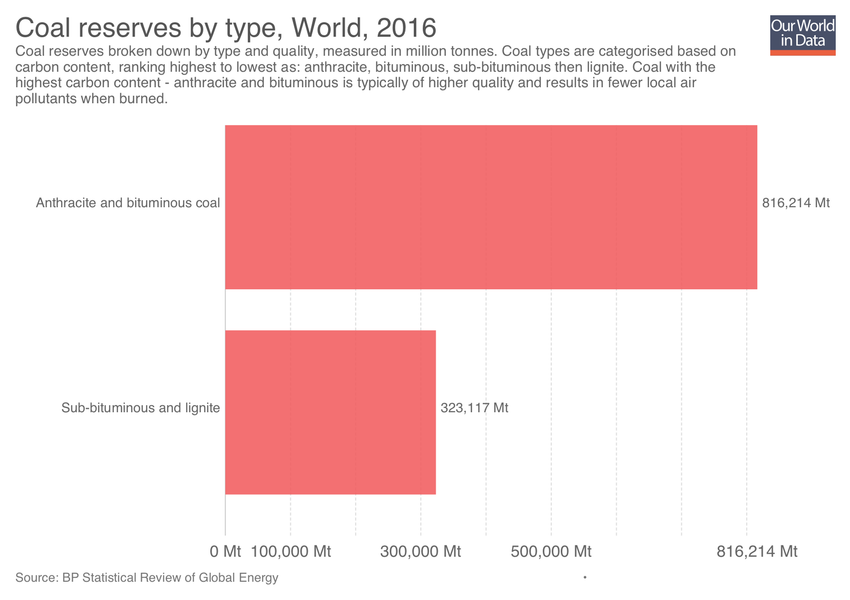 Coal reserves by type, World, 2016
Our World
in Data
Coal reserves broken down by type and quality, measured in million tonnes. Coal types are categorised based on
carbon content, ranking highest to lowest as: anthracite, bituminous, sub-bituminous then lignite. Coal with the
highest carbon content - anthracite and bituminous is typically of higher quality and results in fewer local air
pollutants when burned.
Anthracite and bituminous coal
816,214 Mt
Sub-bituminous and lignite
323,117 Mt
0 Mt 100,000 Mt 300,000 Mt 500,000 Mt 816,214 Mt
Source: BP Statistical Review of Global Energy